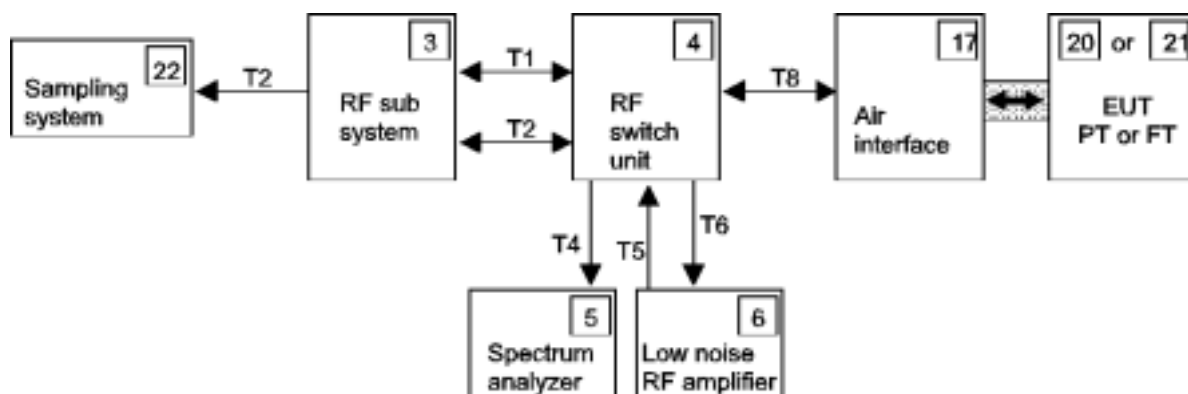 22
Sampling
system
T2
3
RF sub
system
T1
T2
4
RF
switch
unit
T8
17
Air
interface
20 or 21
EUT
PT or FT
T4
T5
T6
5
Spectrum
analyzer
6
Low noise
RF amplifier